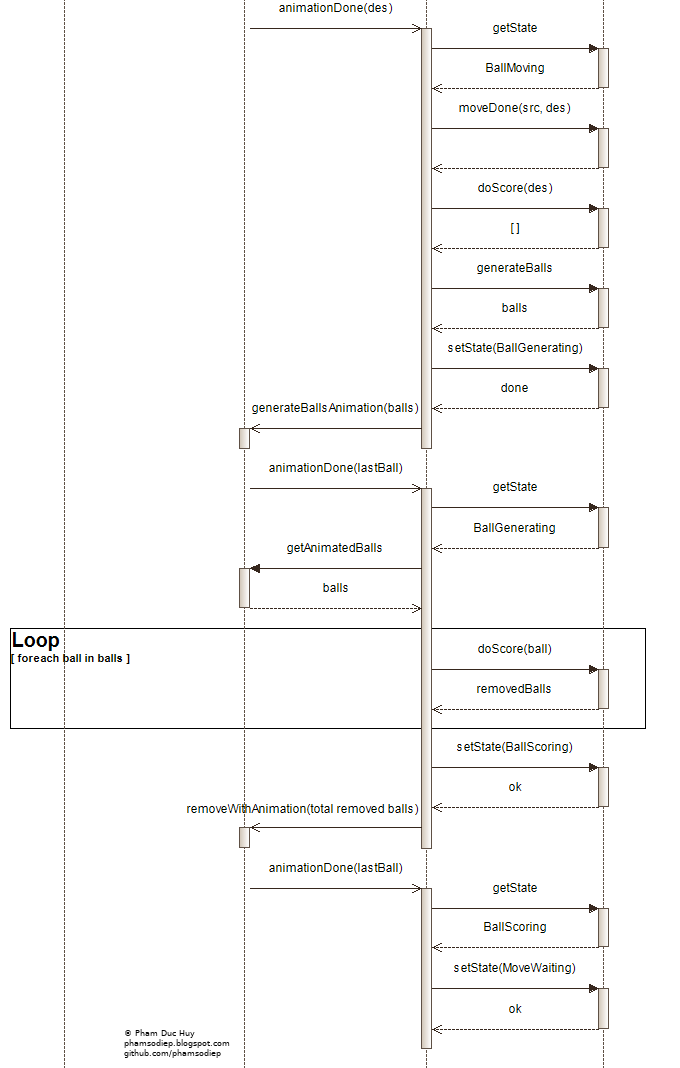 animationDone(des)
getState
BallMoving
moveDone(src, des)
doScore(des)
[ ]
generateBalls
balls
setState(BallGenerating)
done
generateBallsAnimation(balls)
animationDone(lastBall)
getState
BallGenerating
getAnimatedBalls
balls
Loop
[ foreach ball in balls ]
doScore(ball)
removedBalls
setState(BallScoring)
ok
removeWithAnimation(total removed balls)
animationDone(lastBall)
getState
BallScoring
setState(MoveWaiting)
ok
© Pham Duc Huy
phamsodiep.blogspot.com
github.com/phamsodiep